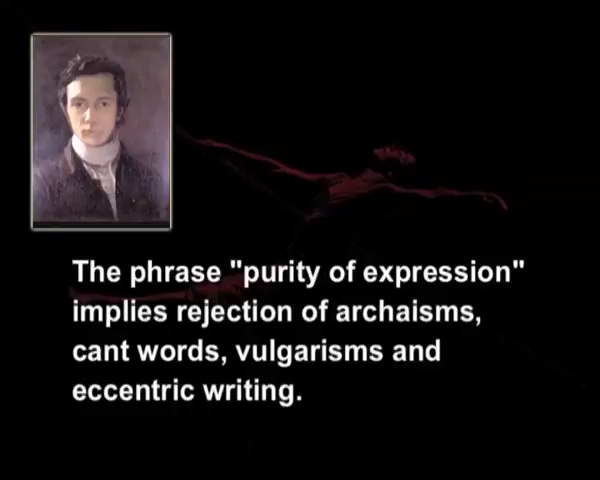 The phrase "purity of expression"
implies rejection of archaisms,
cant words, vulgarisms and
eccentric writing.